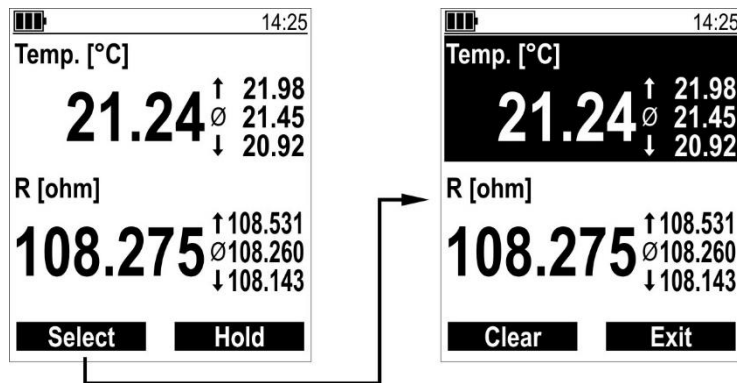 14:25
Temp. [°C]
↑ 21.98
21.24 Ø 21.45
↓ 20.92
R [ohm]
↑ 108.531
108.275 Ø 108.260
↓ 108.143
Select Hold
14:25
Temp. [°C]
↑ 21.98
21.24 Ø 21.45
↓ 20.92
R [ohm]
↑ 108.531
108.275 Ø 108.260
↓ 108.143
Clear Exit